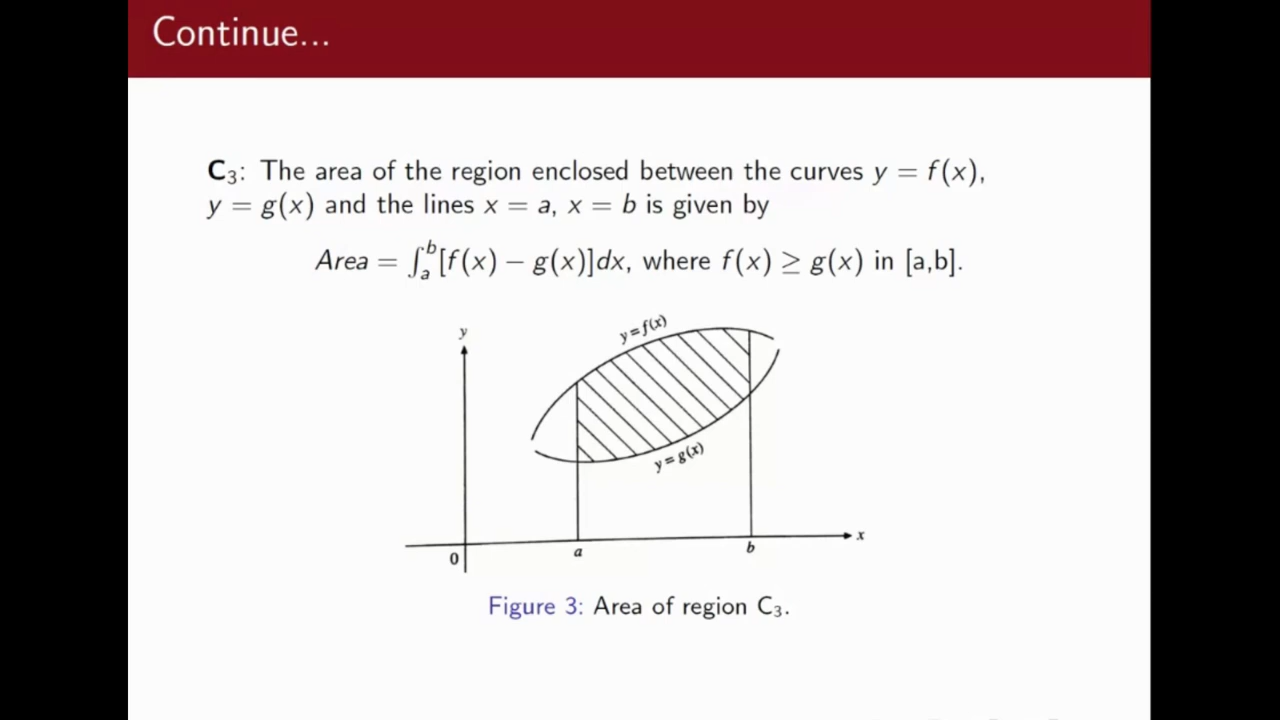 Continue...
C₃: The area of the region enclosed between the curves y = f(x),
y = g(x) and the lines x = a, x = b is given by
Area = ∫ₐᵇ[f(x) − g(x)]dx, where f(x) ≥ g(x) in [a,b].
y
y=f(x)
y=g(x)
0
a
b
x
Figure 3: Area of region C₃.